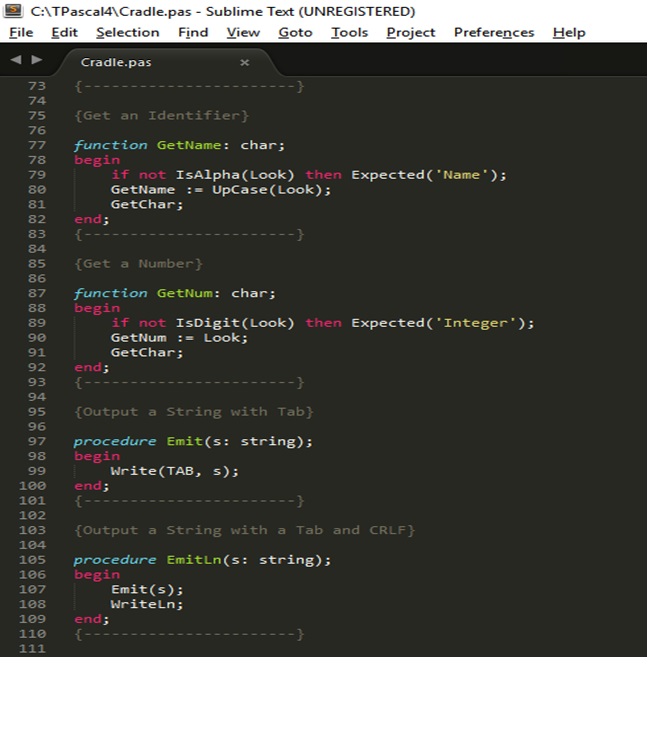 C:\TPascal4\Cradle.pas - Sublime Text (UNREGISTERED)
File Edit Selection Find View Goto Tools Project Preferences Help
Cradle.pas ×
73 {-----------------------}
74
75 {Get an Identifier}
76
77 function GetName: char;
78 begin
79     if not IsAlpha(Look) then Expected('Name');
80     GetName := UpCase(Look);
81     GetChar;
82 end;
83 {-----------------------}
84
85 {Get a Number}
86
87 function GetNum: char;
88 begin
89     if not IsDigit(Look) then Expected('Integer');
90     GetNum := Look;
91     GetChar;
92 end;
93 {-----------------------}
94
95 {Output a String with Tab}
96
97 procedure Emit(s: string);
98 begin
99     Write(TAB, s);
100 end;
101 {-----------------------}
102
103 {Output a String with a Tab and CRLF}
104
105 procedure EmitLn(s: string);
106 begin
107     Emit(s);
108     WriteLn;
109 end;
110 {-----------------------}
111